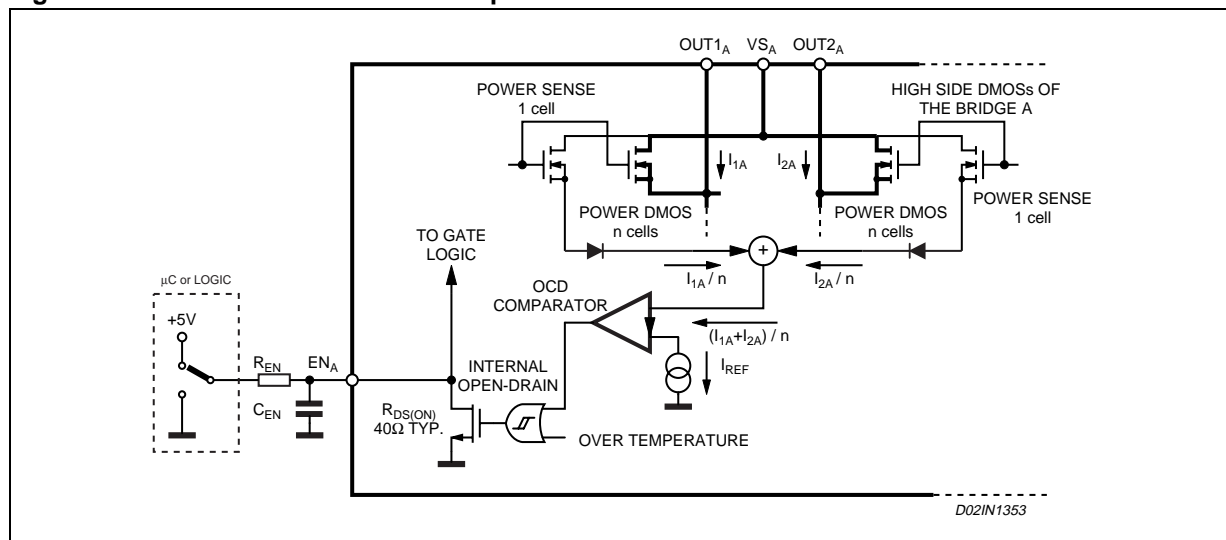 OUT1A VSA OUT2A
POWER SENSE
1 cell
HIGH SIDE DMOSs OF
THE BRIDGE A
I1A
I2A
POWER SENSE
1 cell
POWER DMOS
n cells
POWER DMOS
n cells
TO GATE
LOGIC
+
I1A / n
I2A / n
μC or LOGIC
OCD
COMPARATOR
+5V
(I1A+I2A) / n
REN
ENA
INTERNAL
OPEN-DRAIN
IREF
CEN
RDS(ON)
40Ω TYP.
OVER TEMPERATURE
D02IN1353